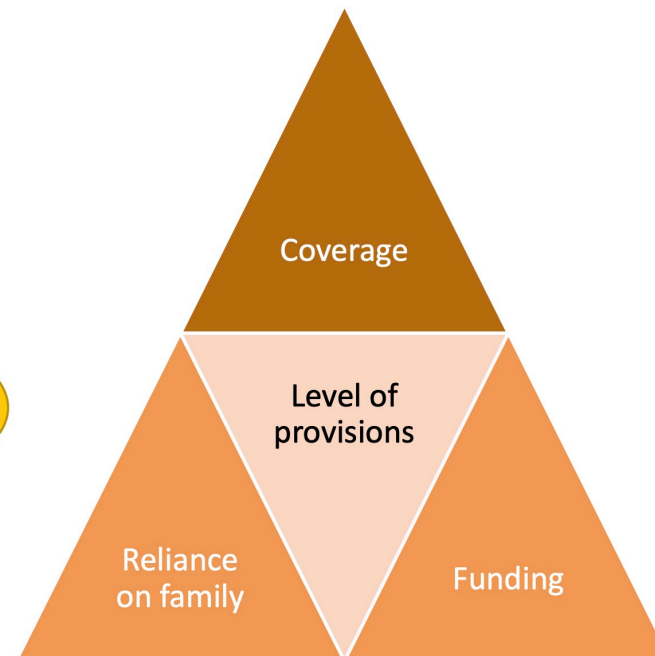 Coverage
Level of
provisions
Reliance
on family
Funding